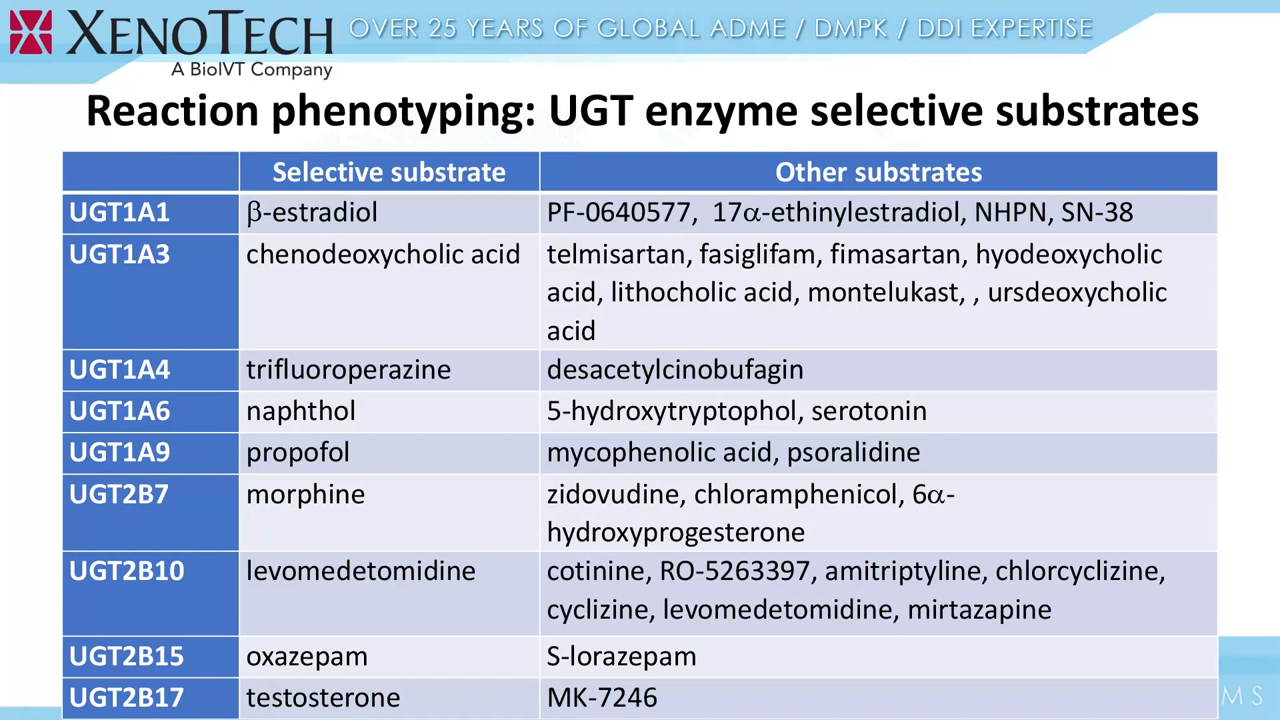 XENOTECH OVER 25 YEARS OF GLOBAL ADME / DMPK / DDI EXPERTISE
A BioIVT Company
Reaction phenotyping: UGT enzyme selective substrates
Selective substrate Other substrates
UGT1A1 β-estradiol PF-0640577, 17α-ethinylestradiol, NHPN, SN-38
UGT1A3 chenodeoxycholic acid telmisartan, fasiglifam, fimasartan, hyodeoxycholic
acid, lithocholic acid, montelukast, , ursdeoxycholic
acid
UGT1A4 trifluoroperazine desacetylcinobufagin
UGT1A6 naphthol 5-hydroxytryptophol, serotonin
UGT1A9 propofol mycophenolic acid, psoralidine
UGT2B7 morphine zidovudine, chloramphenicol, 6α-
hydroxyprogesterone
UGT2B10 levomedetomidine cotinine, RO-5263397, amitriptyline, chlorcyclizine,
cyclizine, levomedetomidine, mirtazapine
UGT2B15 oxazepam S-lorazepam
UGT2B17 testosterone MK-7246
M S